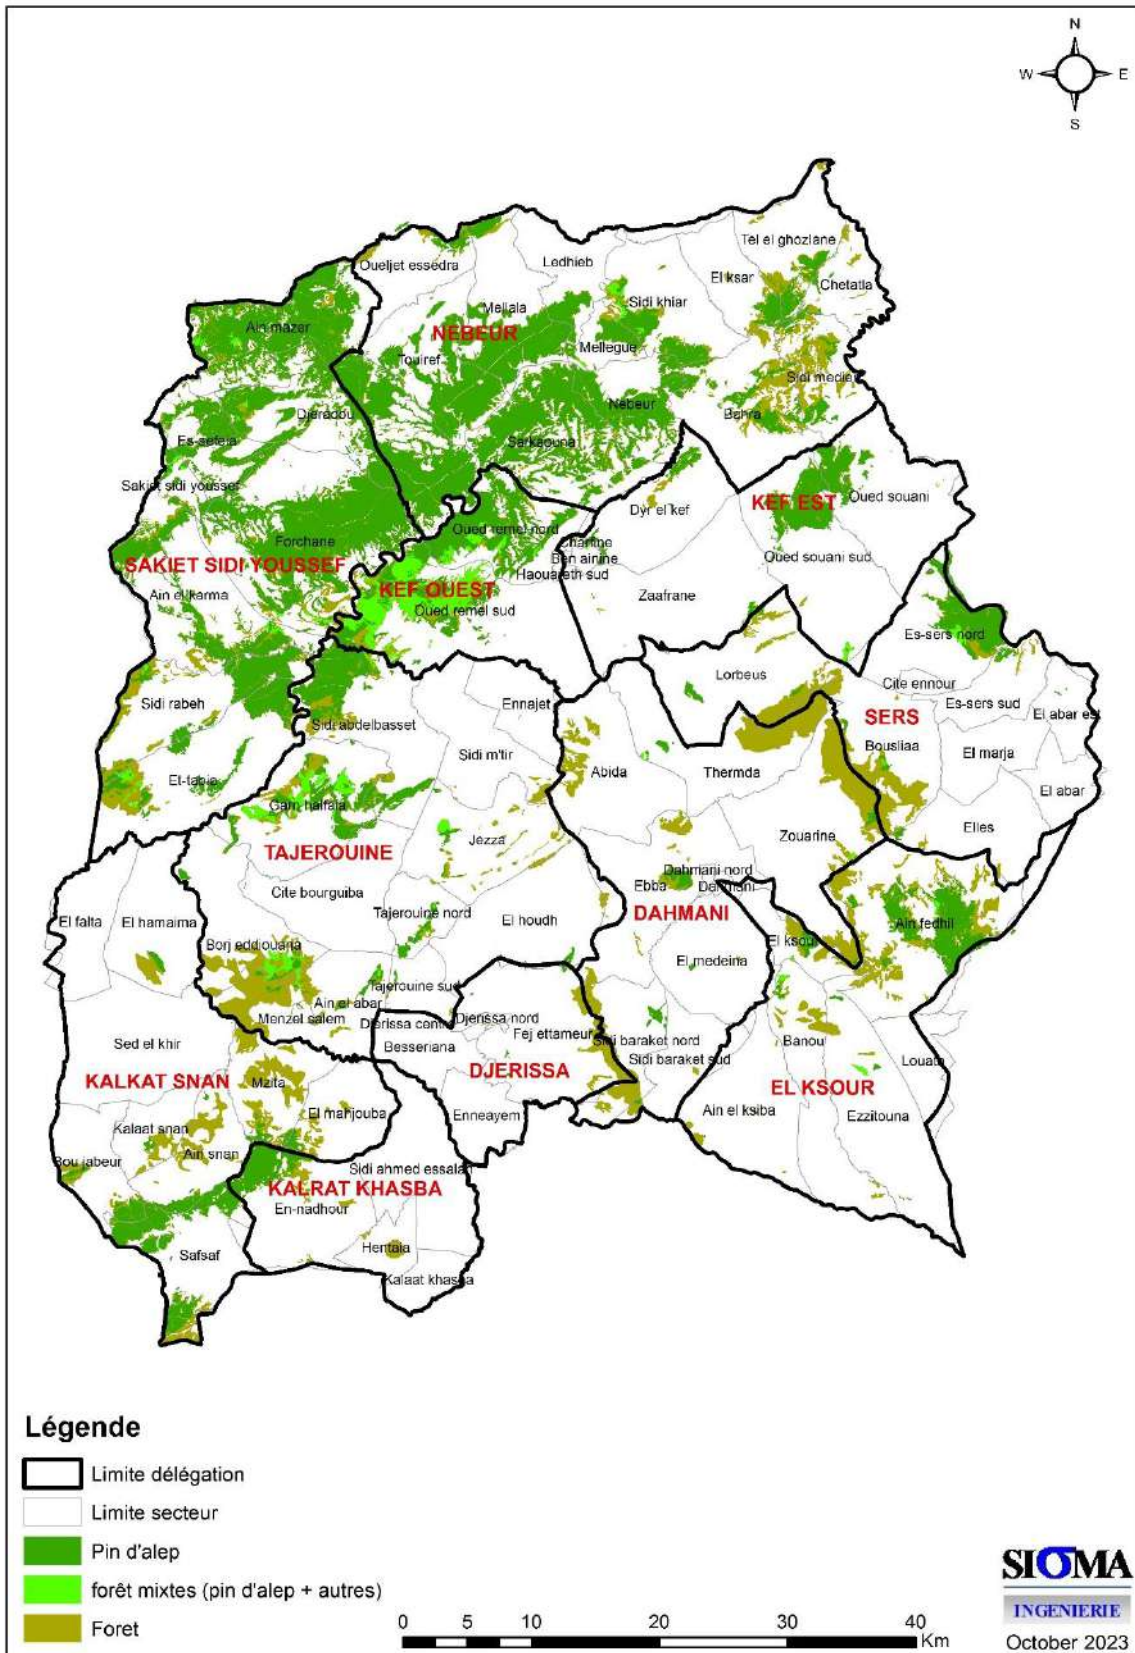 N
W
E
S
Tel el ghozlane
Oueljet essedra
Ledhieb
El ksar
Chetatla
Mellala
Sidi khiar
Ain mazer
NEBEUR
Touiref
Mellegue
Sidi medien
Djeradou
Nebeur
Bahra
Es-sefeia
Sarkaouna
Sakiet sidi youssef
Dyr el kef
KEF EST
Oued souani
Oued remel nord
Forchane
Charfine
Ben ainine
Oued souani sud
SAKIET SIDI YOUSSEF
Haouareth sud
KEF OUEST
Ain el karma
Oued remel sud
Zaafrane
Es-sers nord
Lorbeus
Cite ennour
Sidi rabeh
Ennajet
Es-sers sud
El abar est
SERS
Sidi abdelbasset
Bousliaa
Sidi m'tir
El marja
Abida
Thermda
Et-tabia
El abar
Garn halfaia
Elles
Zouarine
Jezza
TAJEROUINE
Dahmani nord
Cite bourguiba
Ebba
Dahmani
Tajerouine nord
DAHMANI
El falta
El hamaima
El houdh
Ain fedhil
Borj eddiouana
El ksour
El medeina
Tajerouine sud
Ain el abar
Menzel salem
Djerissa centre
Djerissa nord
Fej ettameur
Sed el khir
Besseriana
Sidi baraket nord
Banour
Sidi baraket sud
Louata
KALKAT SNAN
Mzita
DJERISSA
EL KSOUR
El mahjouba
Enneayem
Ain el ksiba
Ezzitouna
Kalaat snan
Ain snan
Bou jabeur
Sidi ahmed essalah
KALRAT KHASBA
En-nadhour
Safsaf
Hentaia
Kalaat khasba
Légende
Limite délégation
Limite secteur
Pin d'alep
forêt mixtes (pin d'alep + autres)
Foret
0 5 10 20 30 40
Km
SIGMA
INGENIERIE
October 2023